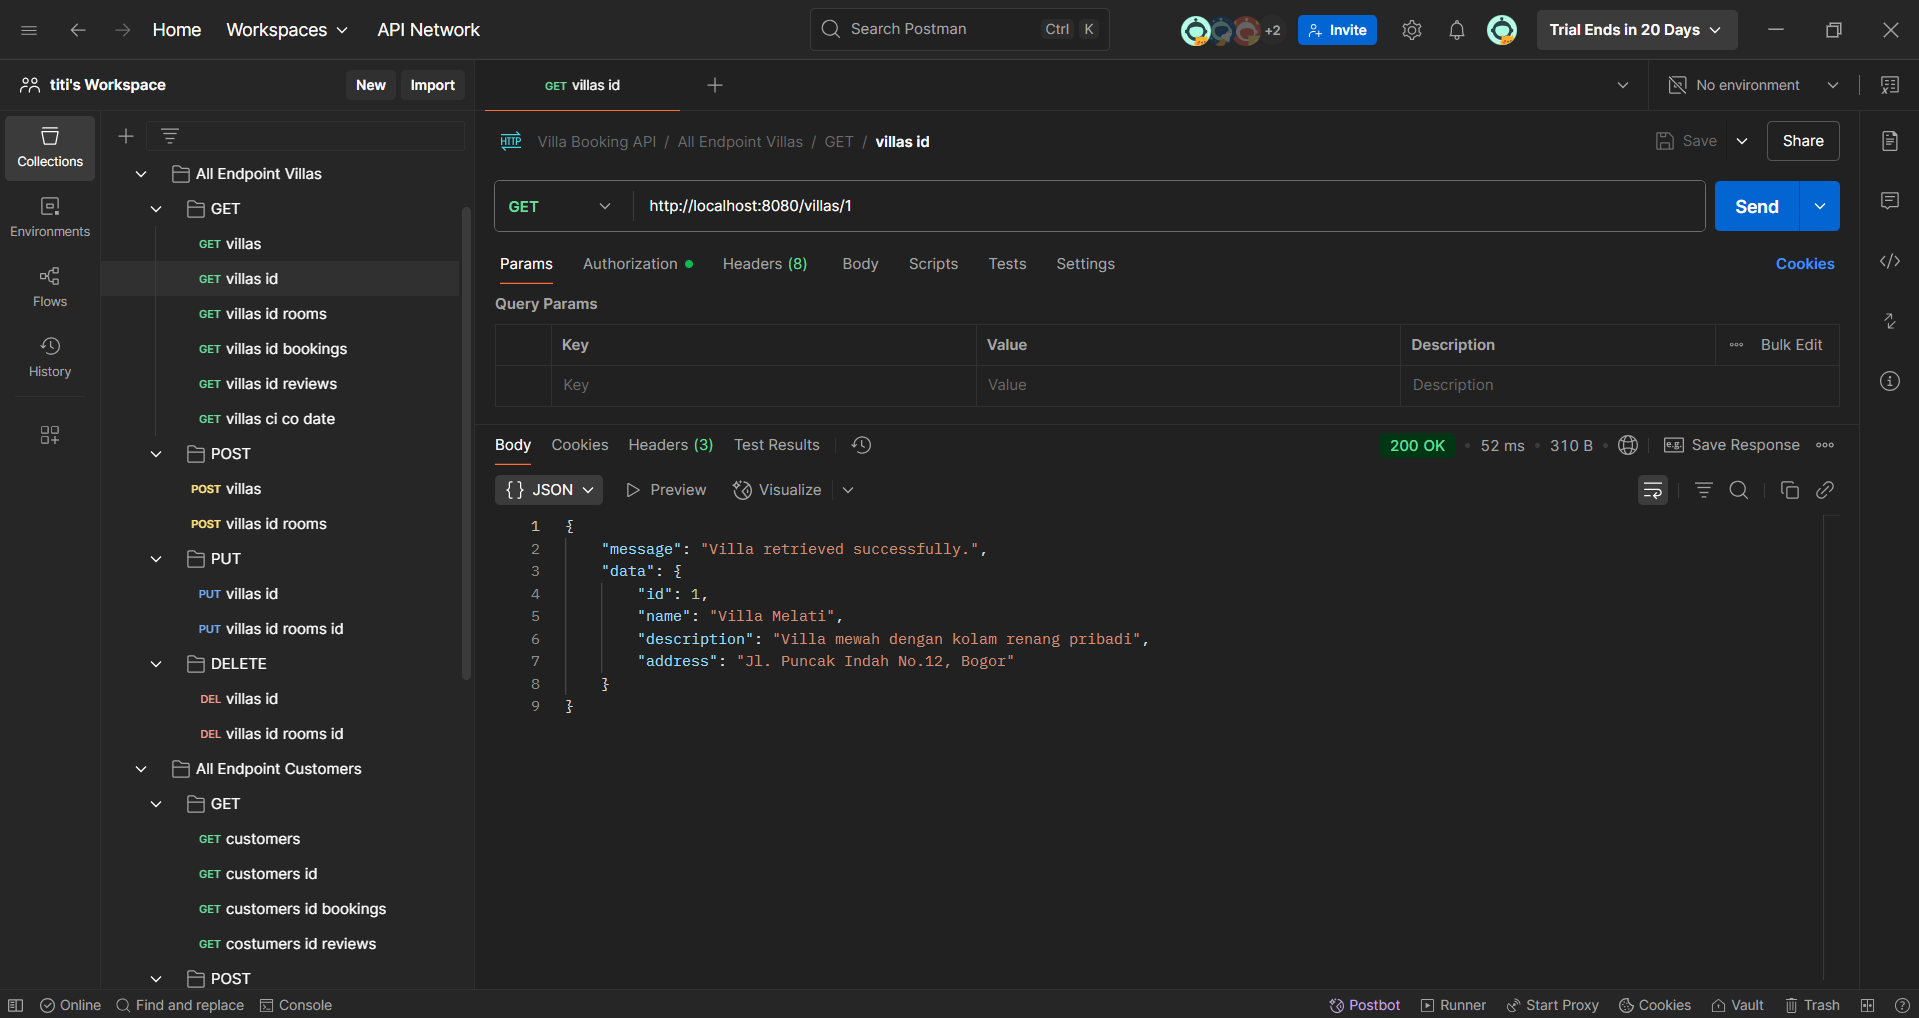 Home
Workspaces
API Network
Search Postman
Ctrl K
+2
Invite
Trial Ends in 20 Days
titi's Workspace
New
Import
GET villas id
No environment
Collections
Environments
Flows
History
All Endpoint Villas
GET
GET villas
GET villas id
GET villas id rooms
GET villas id bookings
GET villas id reviews
GET villas ci co date
POST
POST villas
POST villas id rooms
PUT
PUT villas id
PUT villas id rooms id
DELETE
DEL villas id
DEL villas id rooms id
All Endpoint Customers
GET
GET customers
GET customers id
GET customers id bookings
GET costumers id reviews
POST
HTTP Villa Booking API / All Endpoint Villas / GET / villas id
Save
Share
GET
http://localhost:8080/villas/1
Send
Params Authorization Headers (8) Body Scripts Tests Settings
Cookies
Query Params
Key Value Description Bulk Edit
Key Value Description
Body Cookies Headers (3) Test Results
200 OK • 52 ms • 310 B
e.g. Save Response
{} JSON Preview Visualize
1 {
2 "message": "Villa retrieved successfully.",
3 "data": {
4 "id": 1,
5 "name": "Villa Melati",
6 "description": "Villa mewah dengan kolam renang pribadi",
7 "address": "Jl. Puncak Indah No.12, Bogor"
8 }
9 }
Online Find and replace Console
Postbot Runner Start Proxy Cookies Vault Trash